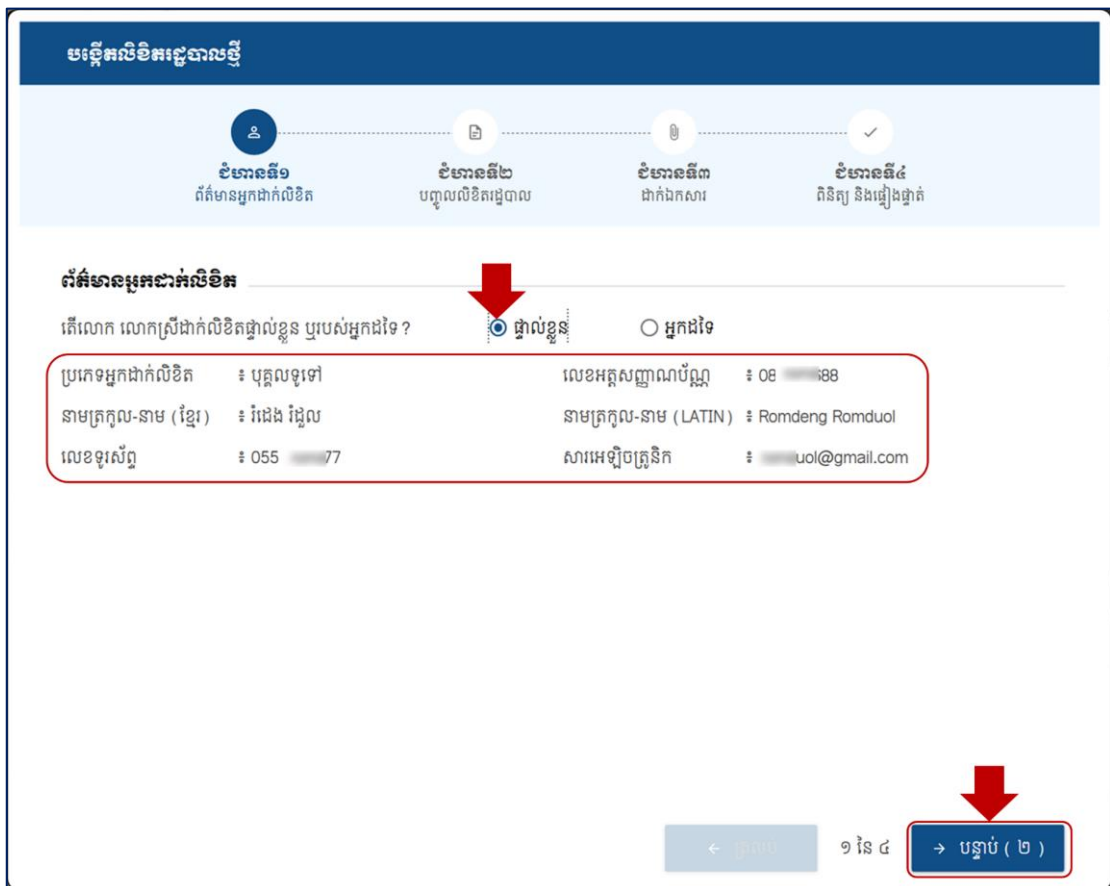 បង្កើតលិខិតរដ្ឋបាលថ្មី
ជំហានទី១ ជំហានទី២ ជំហានទី៣ ជំហានទី៤
ព័ត៌មានអ្នកដាក់លិខិត បញ្ចូលលិខិតរដ្ឋបាល ដាក់ឯកសារ ពិនិត្យ និងផ្ទៀងផ្ទាត់
ព័ត៌មានអ្នកដាក់លិខិត
តើលោក លោកស្រីដាក់លិខិតផ្ទាល់ខ្លួន ឬរបស់អ្នកដទៃ? ផ្ទាល់ខ្លួន អ្នកដទៃ
ប្រភេទអ្នកដាក់លិខិត ៖ បុគ្គលទូទៅ លេខអត្តសញ្ញាណប័ណ្ណ ៖ 08 588
នាមត្រកូល-នាម (ខ្មែរ) ៖ រំដេង រំដួល នាមត្រកូល-នាម (LATIN) ៖ Romdeng Romduol
លេខទូរស័ព្ទ ៖ 055 77 សារអេឡិចត្រូនិក ៖ uol@gmail.com
១ នៃ ៤ → បន្ទាប់ ( ២ )